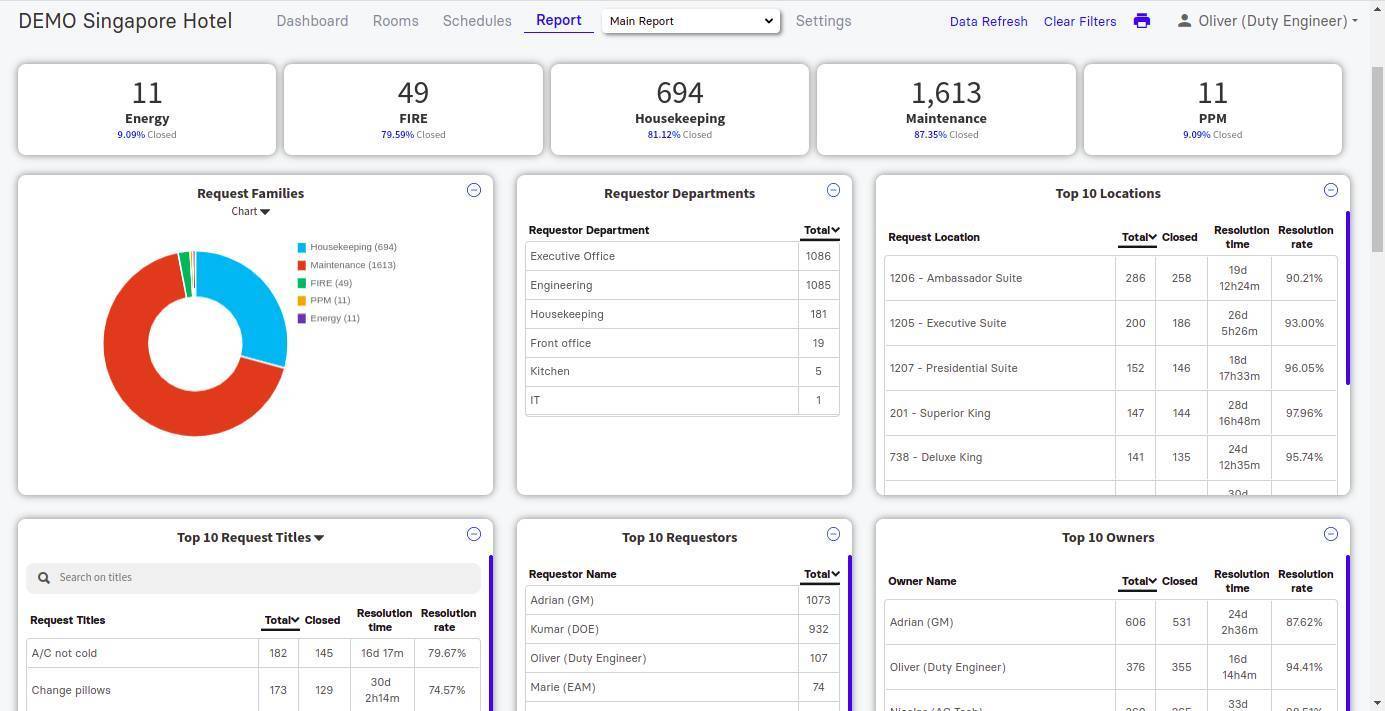 DEMO Singapore Hotel Dashboard Rooms Schedules Report Main Report Settings Data Refresh Clear Filters Oliver (Duty Engineer)
11 49 694 1,613 11
Energy FIRE Housekeeping Maintenance PPM
9.09% Closed 79.59% Closed 81.12% Closed 87.35% Closed 9.09% Closed
Request Families
Chart
Housekeeping (694)
Maintenance (1613)
FIRE (49)
PPM (11)
Energy (11)
Requestor Departments
Requestor Department Total
Executive Office 1086
Engineering 1085
Housekeeping 181
Front office 19
Kitchen 5
IT 1
Top 10 Locations
Request Location Total Closed Resolution time Resolution rate
1206 - Ambassador Suite 286 258 19d 12h24m 90.21%
1205 - Executive Suite 200 186 26d 5h26m 93.00%
1207 - Presidential Suite 152 146 18d 17h33m 96.05%
201 - Superior King 147 144 28d 16h48m 97.96%
738 - Deluxe King 141 135 24d 12h35m 95.74%
30d
Top 10 Request Titles
Search on titles
Request Titles Total Closed Resolution time Resolution rate
A/C not cold 182 145 16d 17m 79.67%
Change pillows 173 129 30d 2h14m 74.57%
Top 10 Requestors
Requestor Name Total
Adrian (GM) 1073
Kumar (DOE) 932
Oliver (Duty Engineer) 107
Marie (EAM) 74
Top 10 Owners
Owner Name Total Closed Resolution time Resolution rate
Adrian (GM) 606 531 24d 2h36m 87.62%
Oliver (Duty Engineer) 376 355 16d 14h4m 94.41%
33d